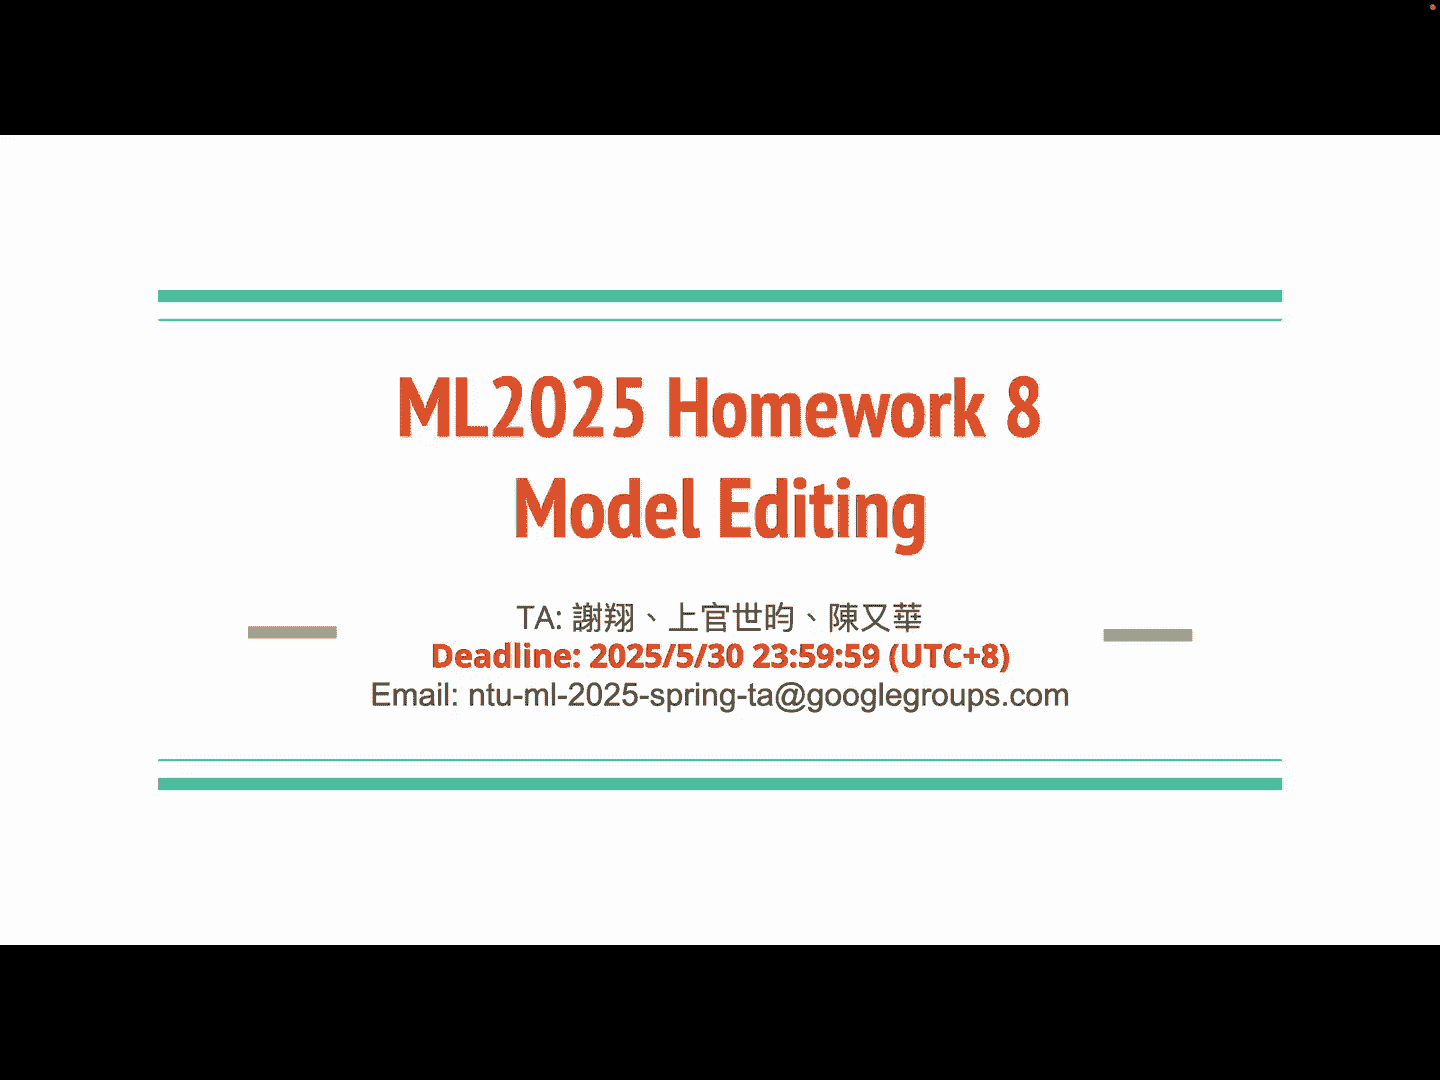 ML2025 Homework 8
Model Editing
TA: 謝翔、上官世昀、陳又華
Deadline: 2025/5/30 23:59:59 (UTC+8)
Email: ntu-ml-2025-spring-ta@googlegroups.com